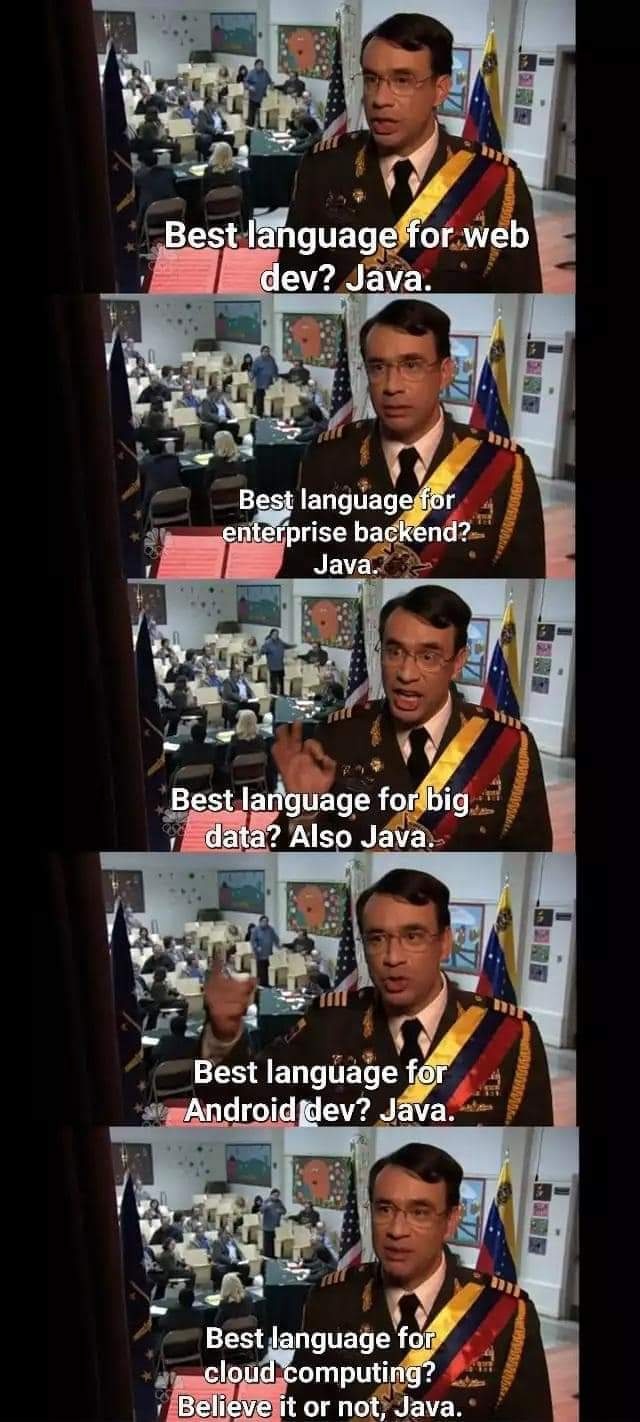 Best language for web
dev? Java.
Best language for
enterprise backend?
Java.
Best language for big
data? Also Java.
Best language for
Android dev? Java.
Best language for
cloud computing?
Believe it or not, Java.